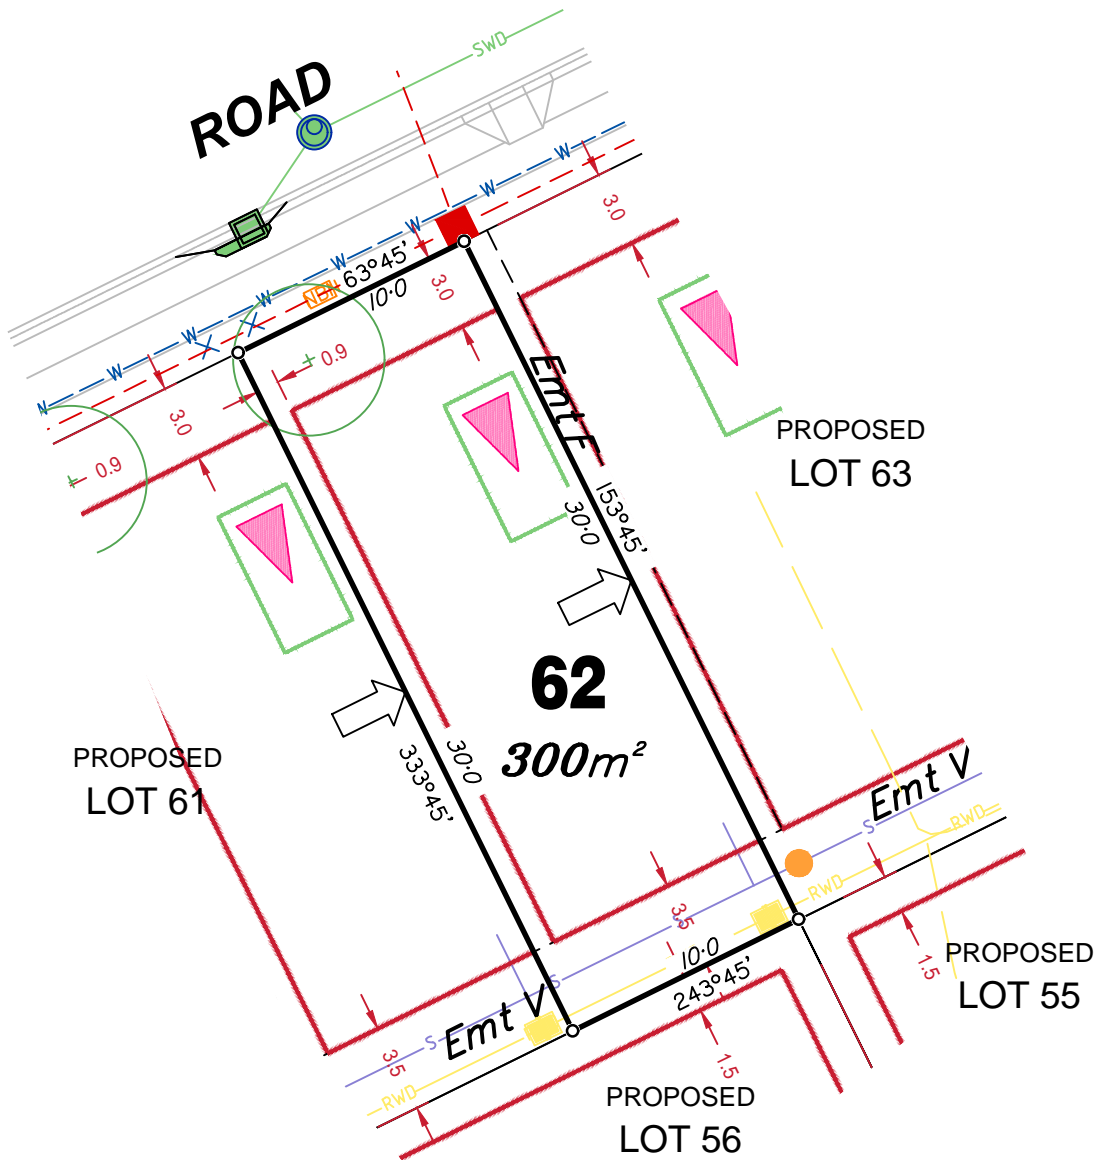 SWD
ROAD
W
W
W
W
W
W
W
W
3.0
63°45'
10·0
3.0
NBN
0.9
3.0
0.9
Emt F
PROPOSED
LOT 63
30·0
153°45'
62
300m²
PROPOSED
LOT 61
30·0
333°45'
Emt V
S
RWD
RWD
3.5
S
10·0
243°45'
S
Emt V
S
3.5
RWD
1.5
PROPOSED
LOT 55
1.5
PROPOSED
LOT 56